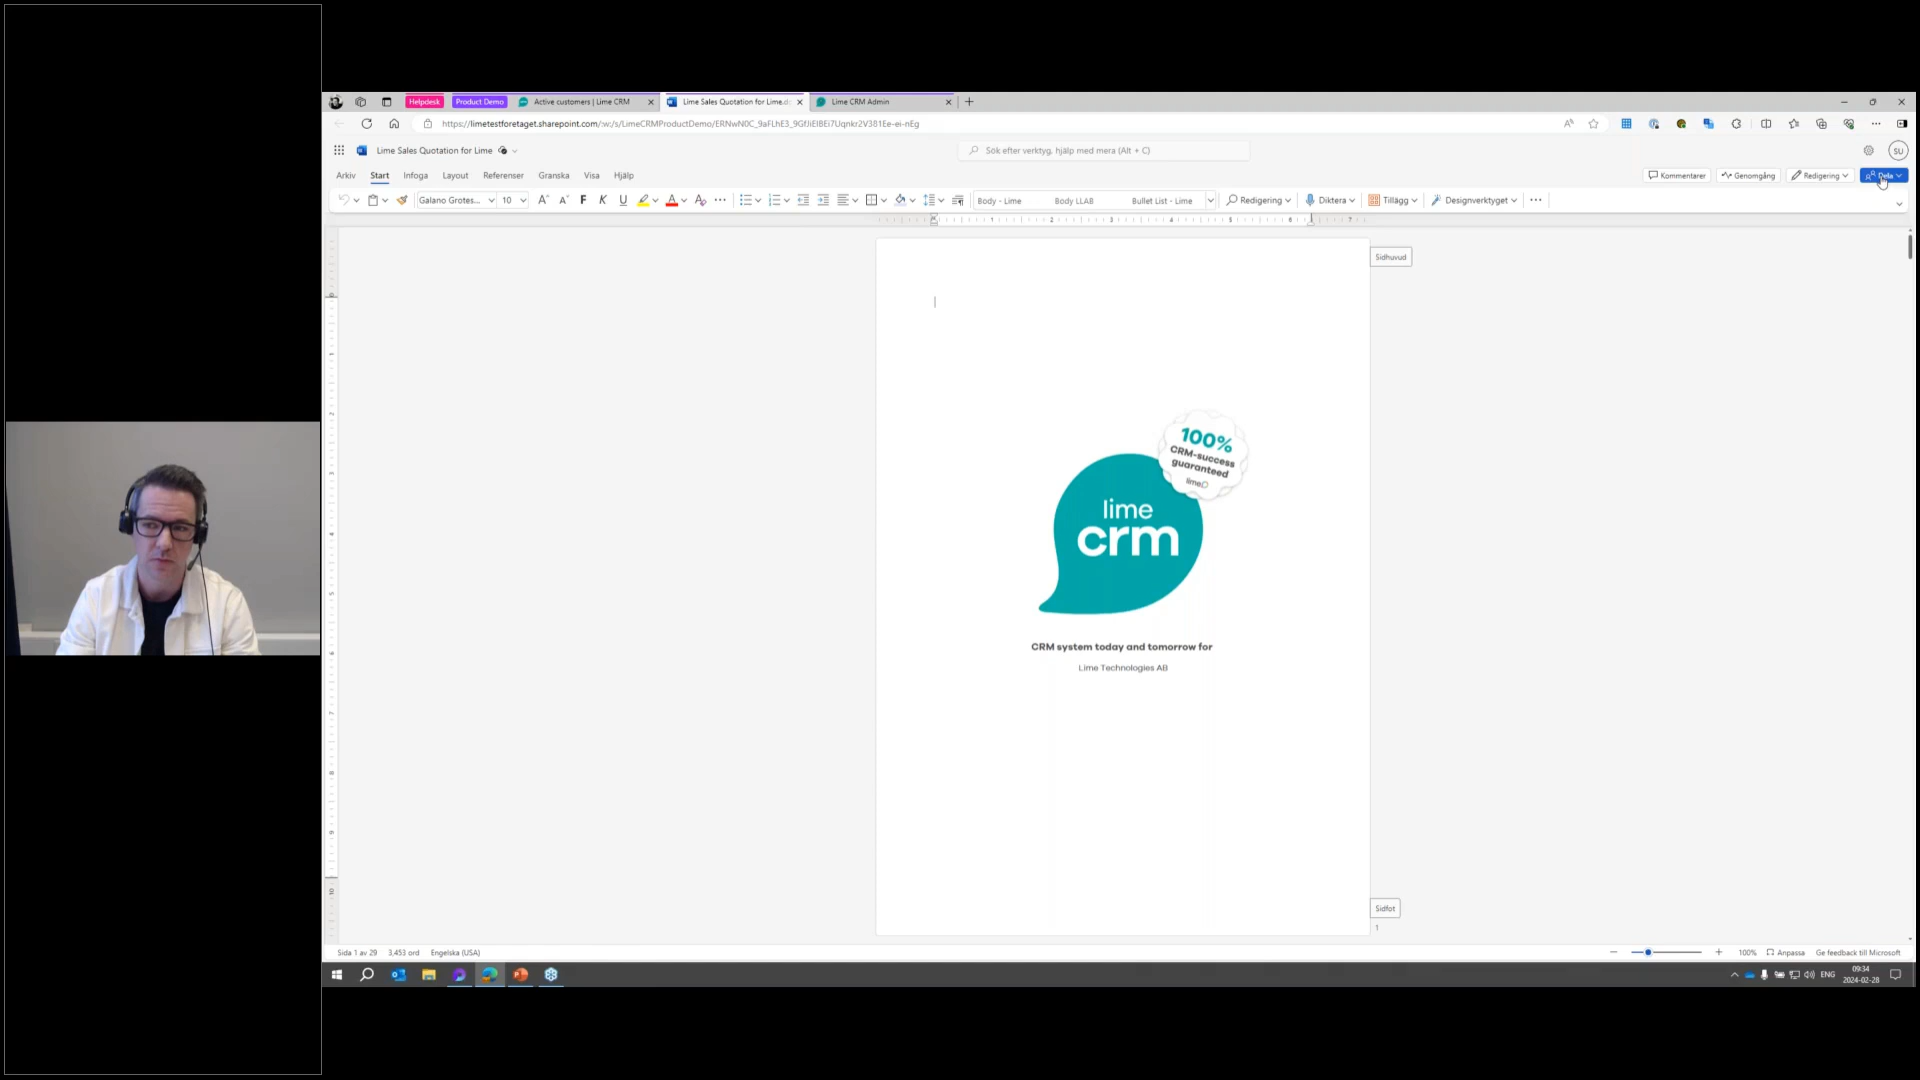 Helpdesk Product Demo Active customers | Lime CRM Lime Sales Quotation for Lime.d Lime CRM Admin
https://limetestforetaget.sharepoint.com/:w:/s/LimeCRMProductDemo/ERNwN0C_9aFLhE3_9GfJiElBEi7Uqnkr2V381Ee-ei-nEg
Lime Sales Quotation for Lime Sök efter verktyg, hjälp med mera (Alt + C) SU
Arkiv Start Infoga Layout Referenser Granska Visa Hjälp Kommentarer Genomgång Redigering Dela
Galano Grotes... 10 F K U Body - Lime Body LLAB Bullet List - Lime Redigering Diktera Tillägg Designverktyget
Sidhuvud
100%
CRM-success
guaranteed
lime
lime
crm
CRM system today and tomorrow for
Lime Technologies AB
Sidfot
1
Sida 1 av 29 3,453 ord Engelska (USA) 100% Anpassa Ge feedback till Microsoft
ENG 09:34
2024-02-28